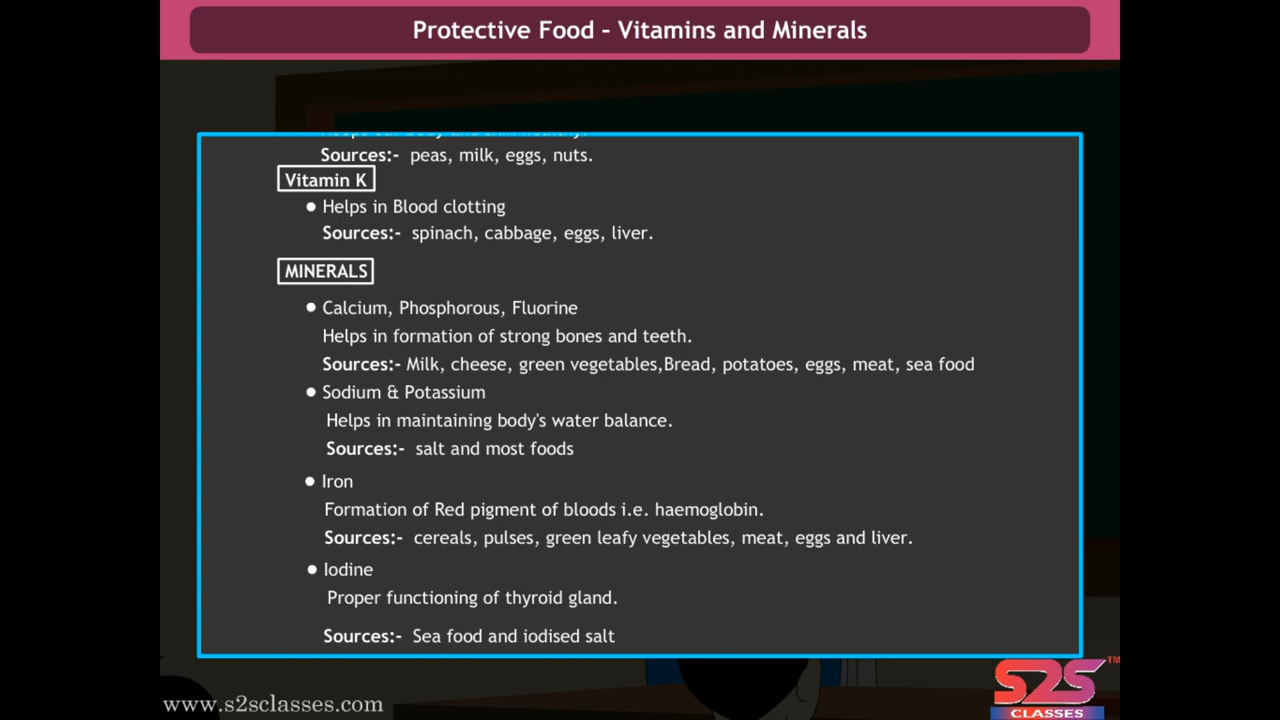 Protective Food - Vitamins and Minerals
Sources:- peas, milk, eggs, nuts.
Vitamin K
● Helps in Blood clotting
Sources:- spinach, cabbage, eggs, liver.
MINERALS
● Calcium, Phosphorous, Fluorine
Helps in formation of strong bones and teeth.
Sources:- Milk, cheese, green vegetables,Bread, potatoes, eggs, meat, sea food
● Sodium & Potassium
Helps in maintaining body's water balance.
Sources:- salt and most foods
● Iron
Formation of Red pigment of bloods i.e. haemoglobin.
Sources:- cereals, pulses, green leafy vegetables, meat, eggs and liver.
● Iodine
Proper functioning of thyroid gland.
Sources:- Sea food and iodised salt
www.s2sclasses.com
S2S TM
CLASSES